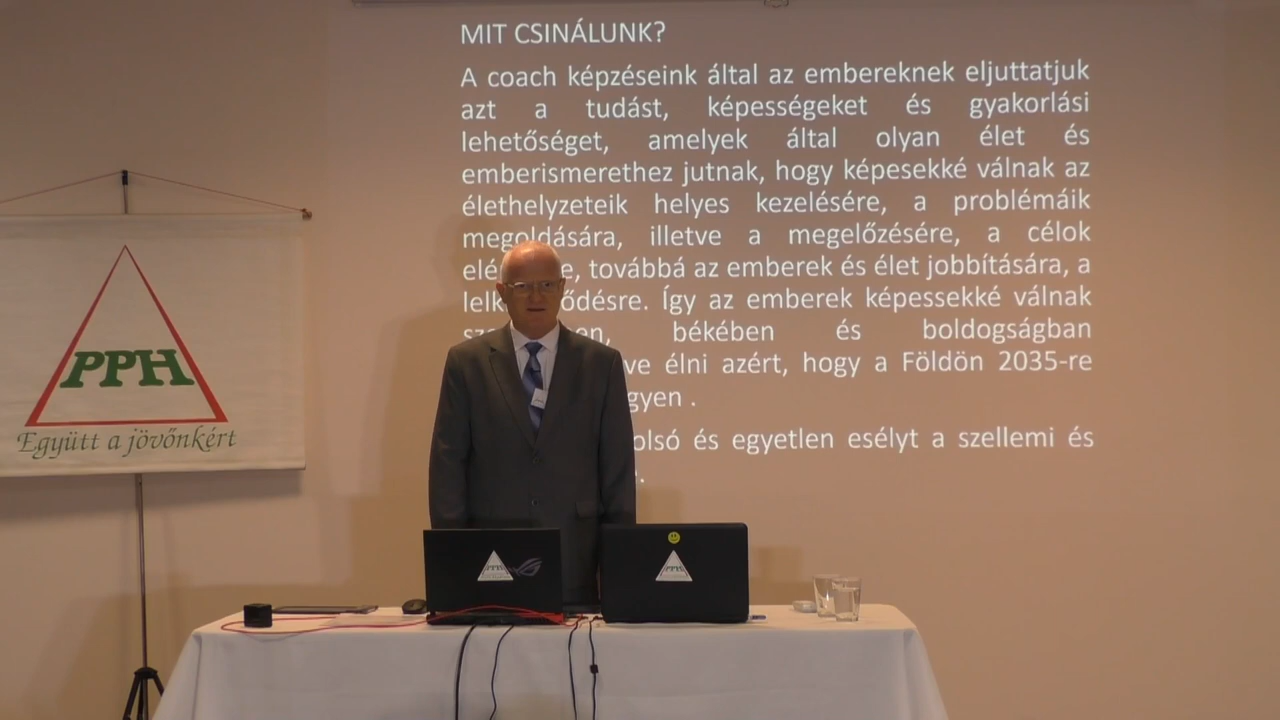 MIT CSINÁLUNK?
A coach képzéseink által az embereknek eljuttatjuk
azt a tudást, képességeket és gyakorlási
lehetőséget, amelyek által olyan élet és
emberismerethez jutnak, hogy képesekké válnak az
élethelyzeteik helyes kezelésére, a problémáik
megoldására, illetve a megelőzésére, a célok
továbbá az emberek és élet jobbítására, a
Így az emberek képessekké válnak
békében és boldogságban
élni azért, hogy a Földön 2035-re
.
és egyetlen esélyt a szellemi és
.
PPH
Együtt a jövőnkért
PPH
PPH